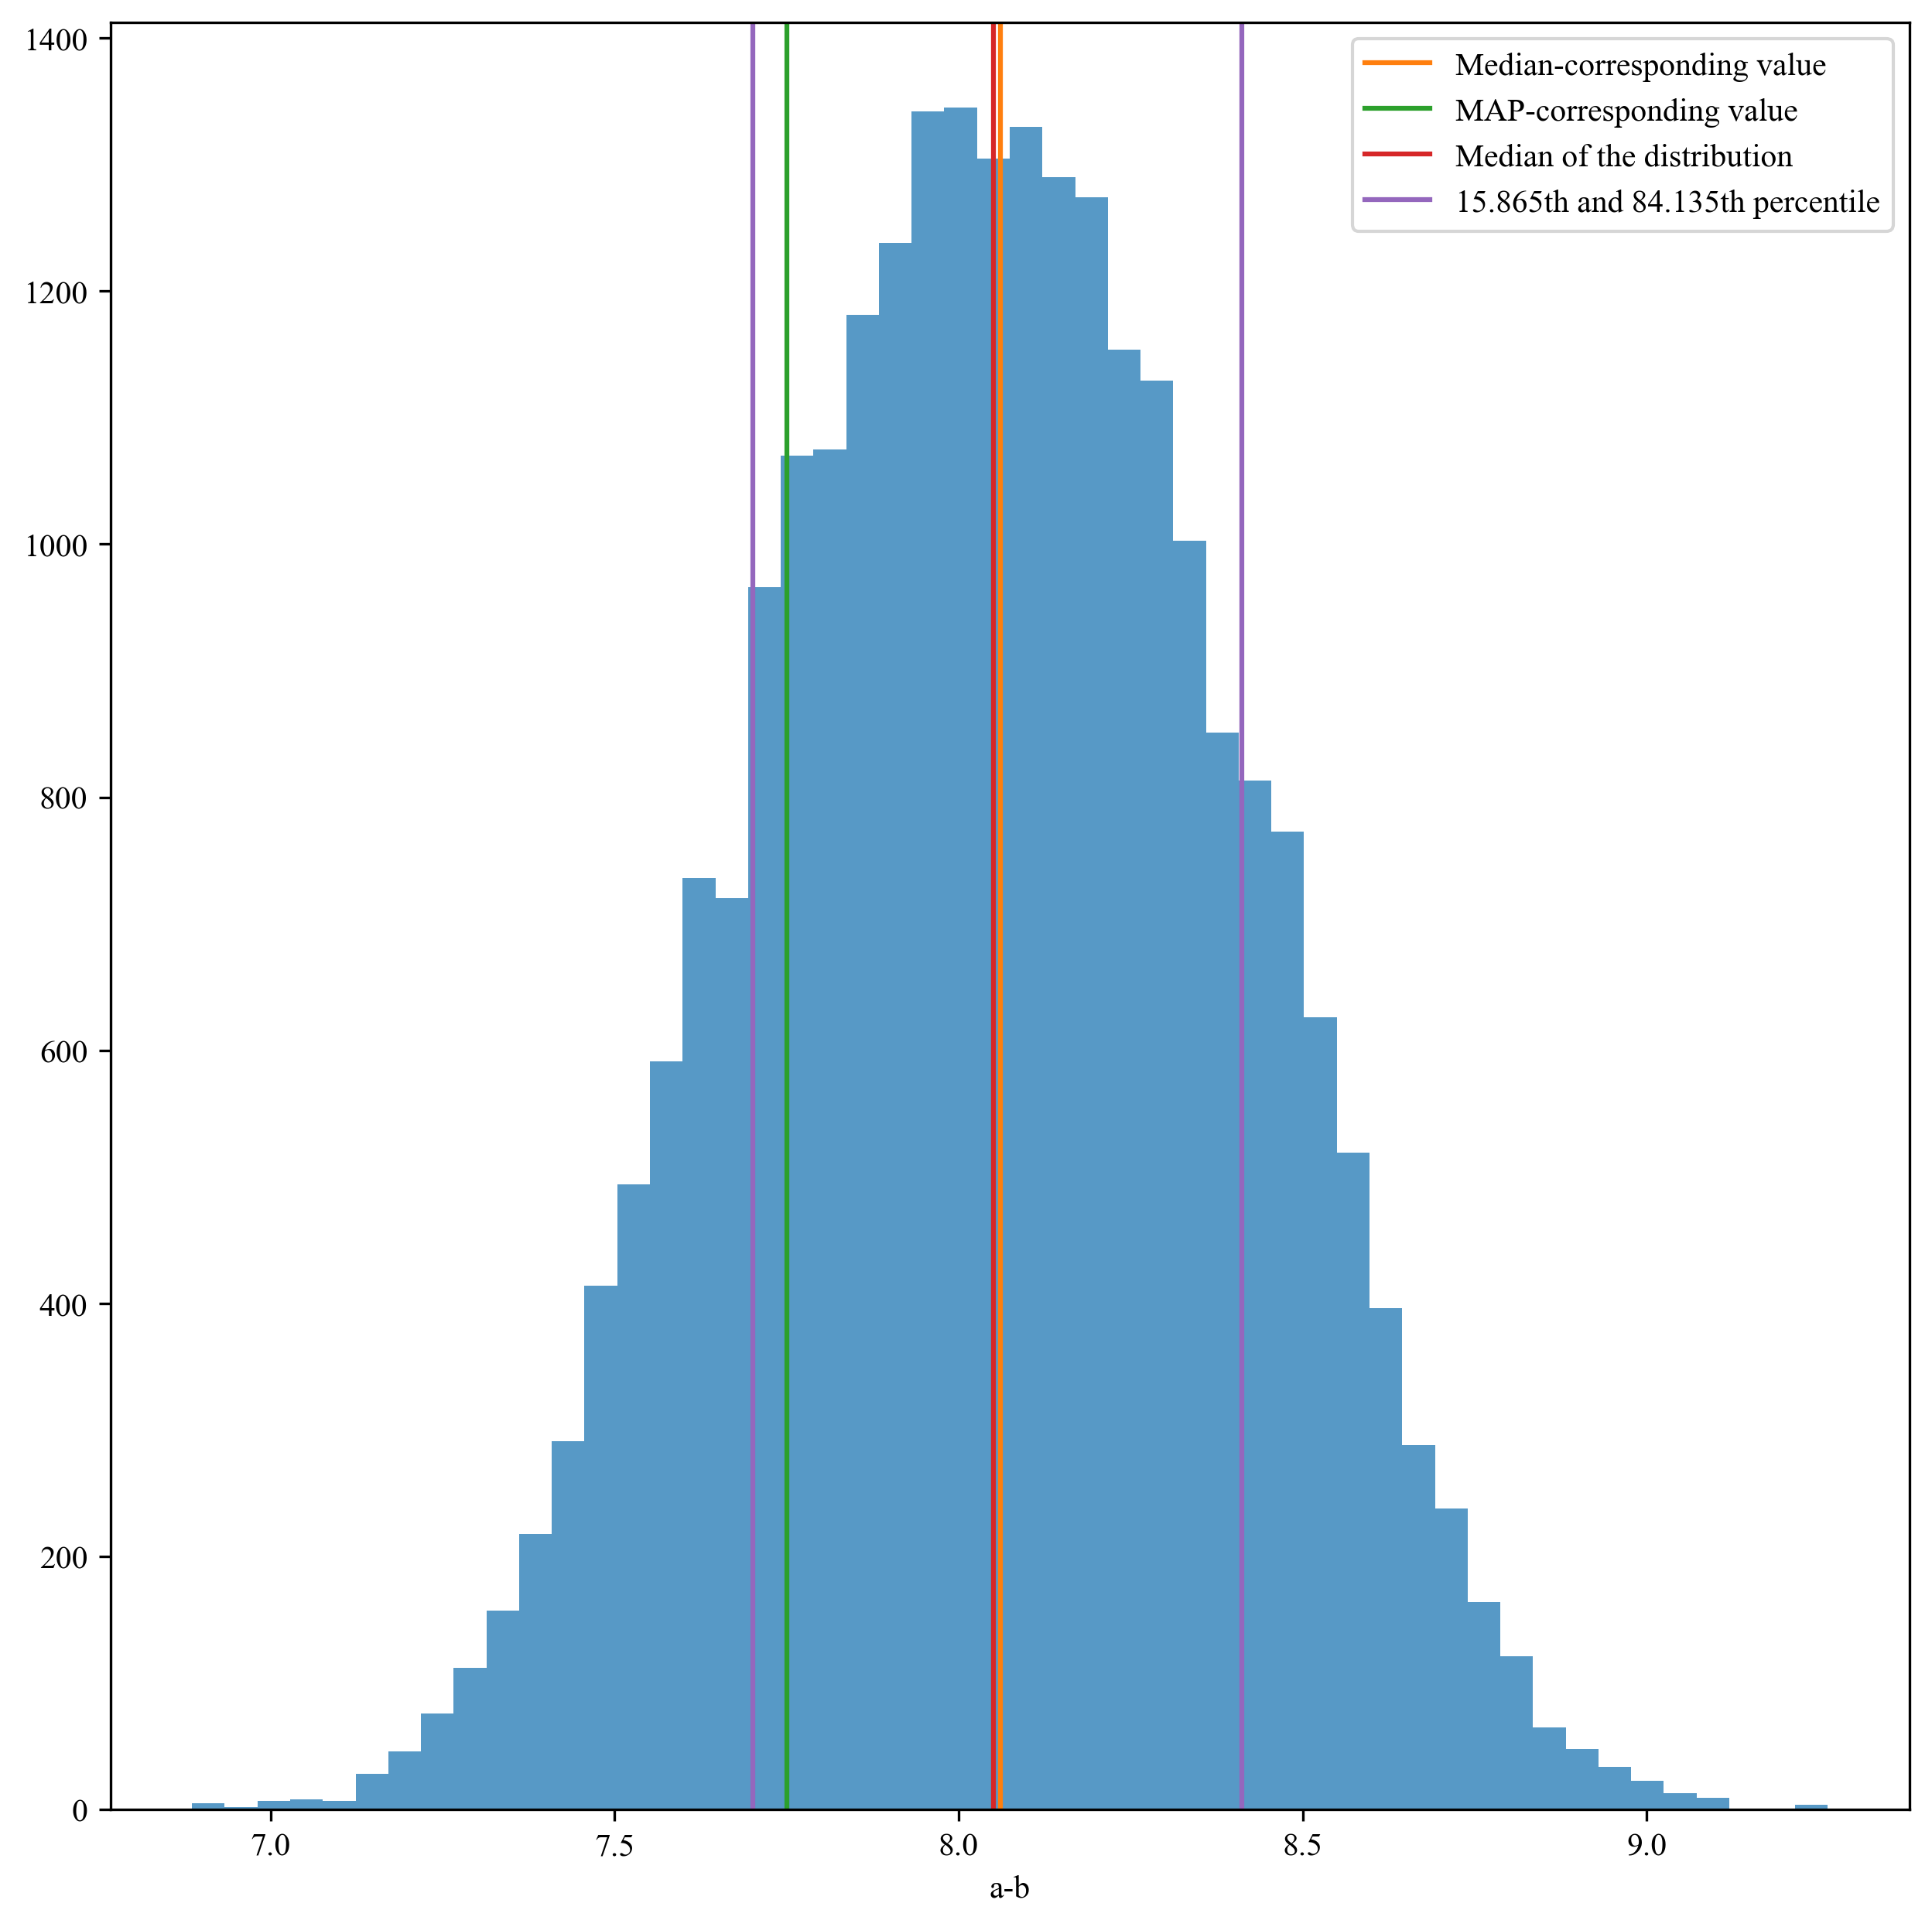 1400
1200
1000
800
600
400
200
0
Median-corresponding value
MAP-corresponding value
Median of the distribution
15.865th and 84.135th percentile
7.0 7.5 8.0 8.5 9.0
a-b